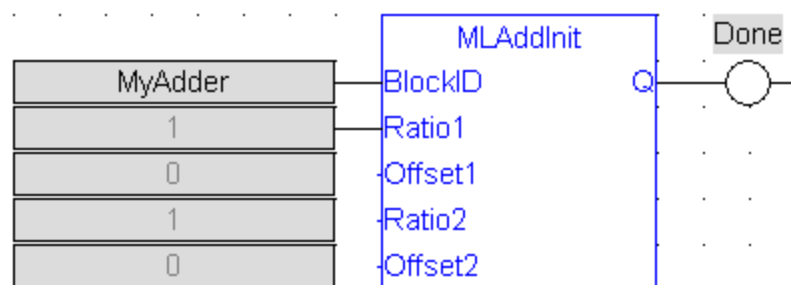 MLAddInit Done
MyAdder BlockID Q
1 Ratio1
0 Offset1
1 Ratio2
0 Offset2